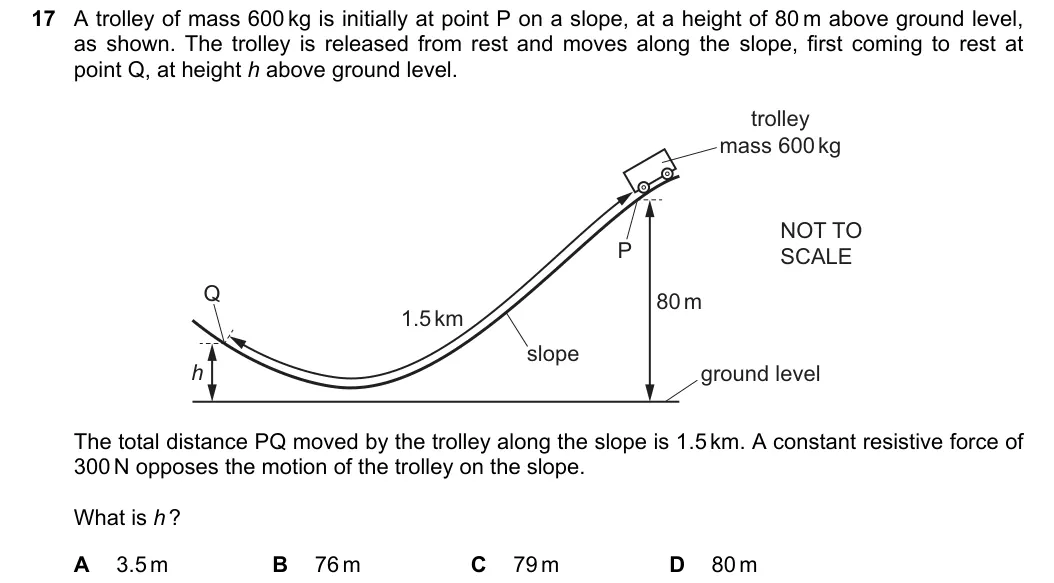 17 A trolley of mass 600 kg is initially at point P on a slope, at a height of 80 m above ground level,
as shown. The trolley is released from rest and moves along the slope, first coming to rest at
point Q, at height h above ground level.
trolley
mass 600 kg
NOT TO
SCALE
P
Q
80 m
1.5 km
slope
h
ground level
The total distance PQ moved by the trolley along the slope is 1.5 km. A constant resistive force of
300 N opposes the motion of the trolley on the slope.
What is h?
A 3.5 m B 76 m C 79 m D 80 m